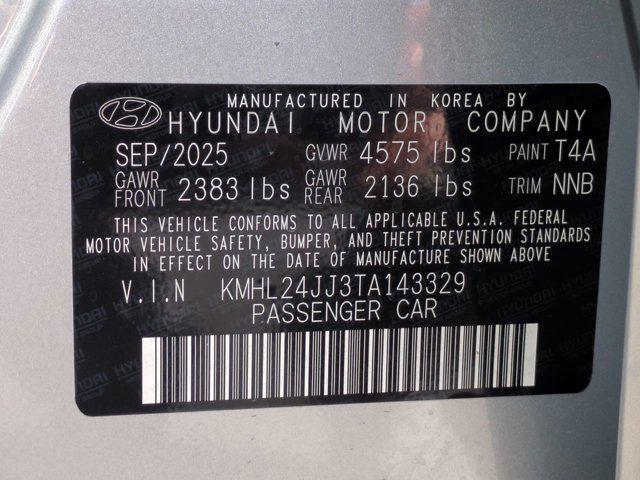 MANUFACTURED IN KOREA BY
HYUNDAI MOTOR COMPANY
SEP/2025 GVWR 4575 lbs PAINT T4A
GAWR FRONT 2383 lbs GAWR REAR 2136 lbs TRIM NNB
THIS VEHICLE CONFORMS TO ALL APPLICABLE U.S.A. FEDERAL
MOTOR VEHICLE SAFETY, BUMPER, AND THEFT PREVENTION STANDARDS
IN EFFECT ON THE DATE OF MANUFACTURE SHOWN ABOVE
V.I.N KMHL24JJ3TA143329
PASSENGER CAR